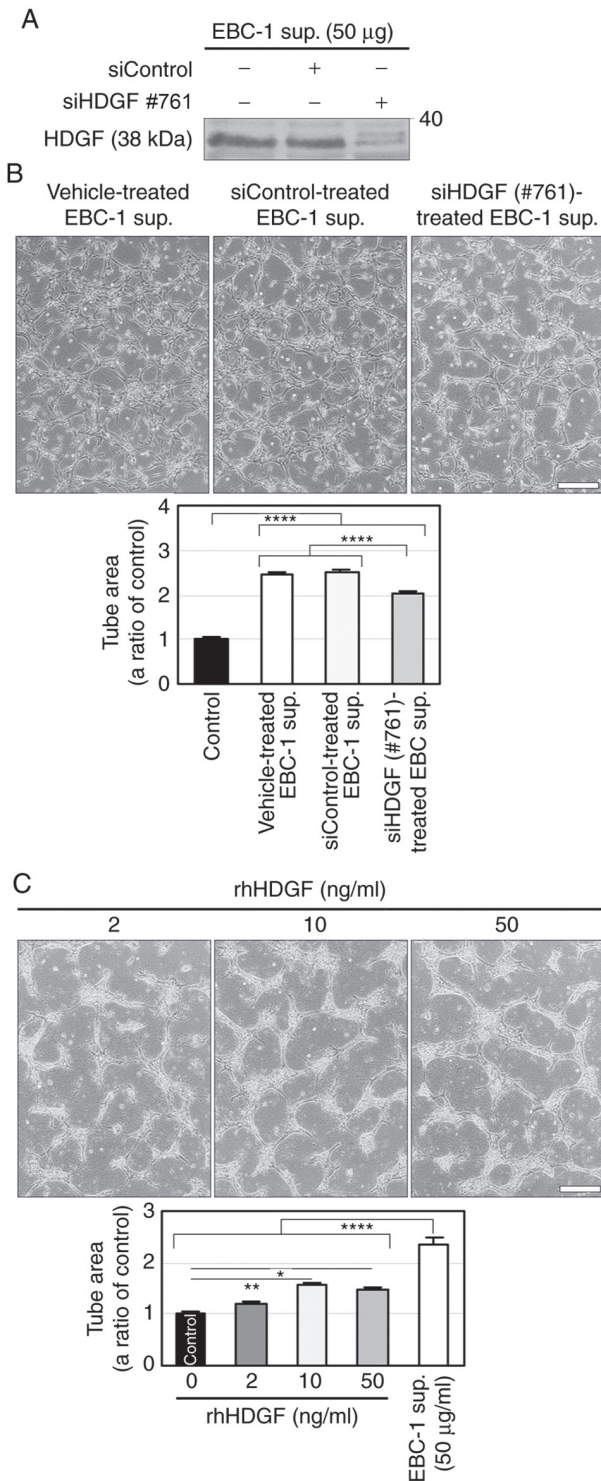 A
EBC-1 sup. (50 µg)
siControl – + –
siHDGF #761 – – +
40
HDGF (38 kDa)
B
Vehicle-treated
EBC-1 sup.
siControl-treated
EBC-1 sup.
siHDGF (#761)-
treated EBC-1 sup.
Tube area
(a ratio of control)
4
3
2
1
0
****
****
Control
Vehicle-treated
EBC-1 sup.
siControl-treated
EBC-1 sup.
siHDGF (#761)-
treated EBC sup.
C
rhHDGF (ng/ml)
2 10 50
Tube area
(a ratio of control)
3
2
1
0
****
*
**
Control
0 2 10 50
rhHDGF (ng/ml)
EBC-1 sup.
(50 µg/ml)